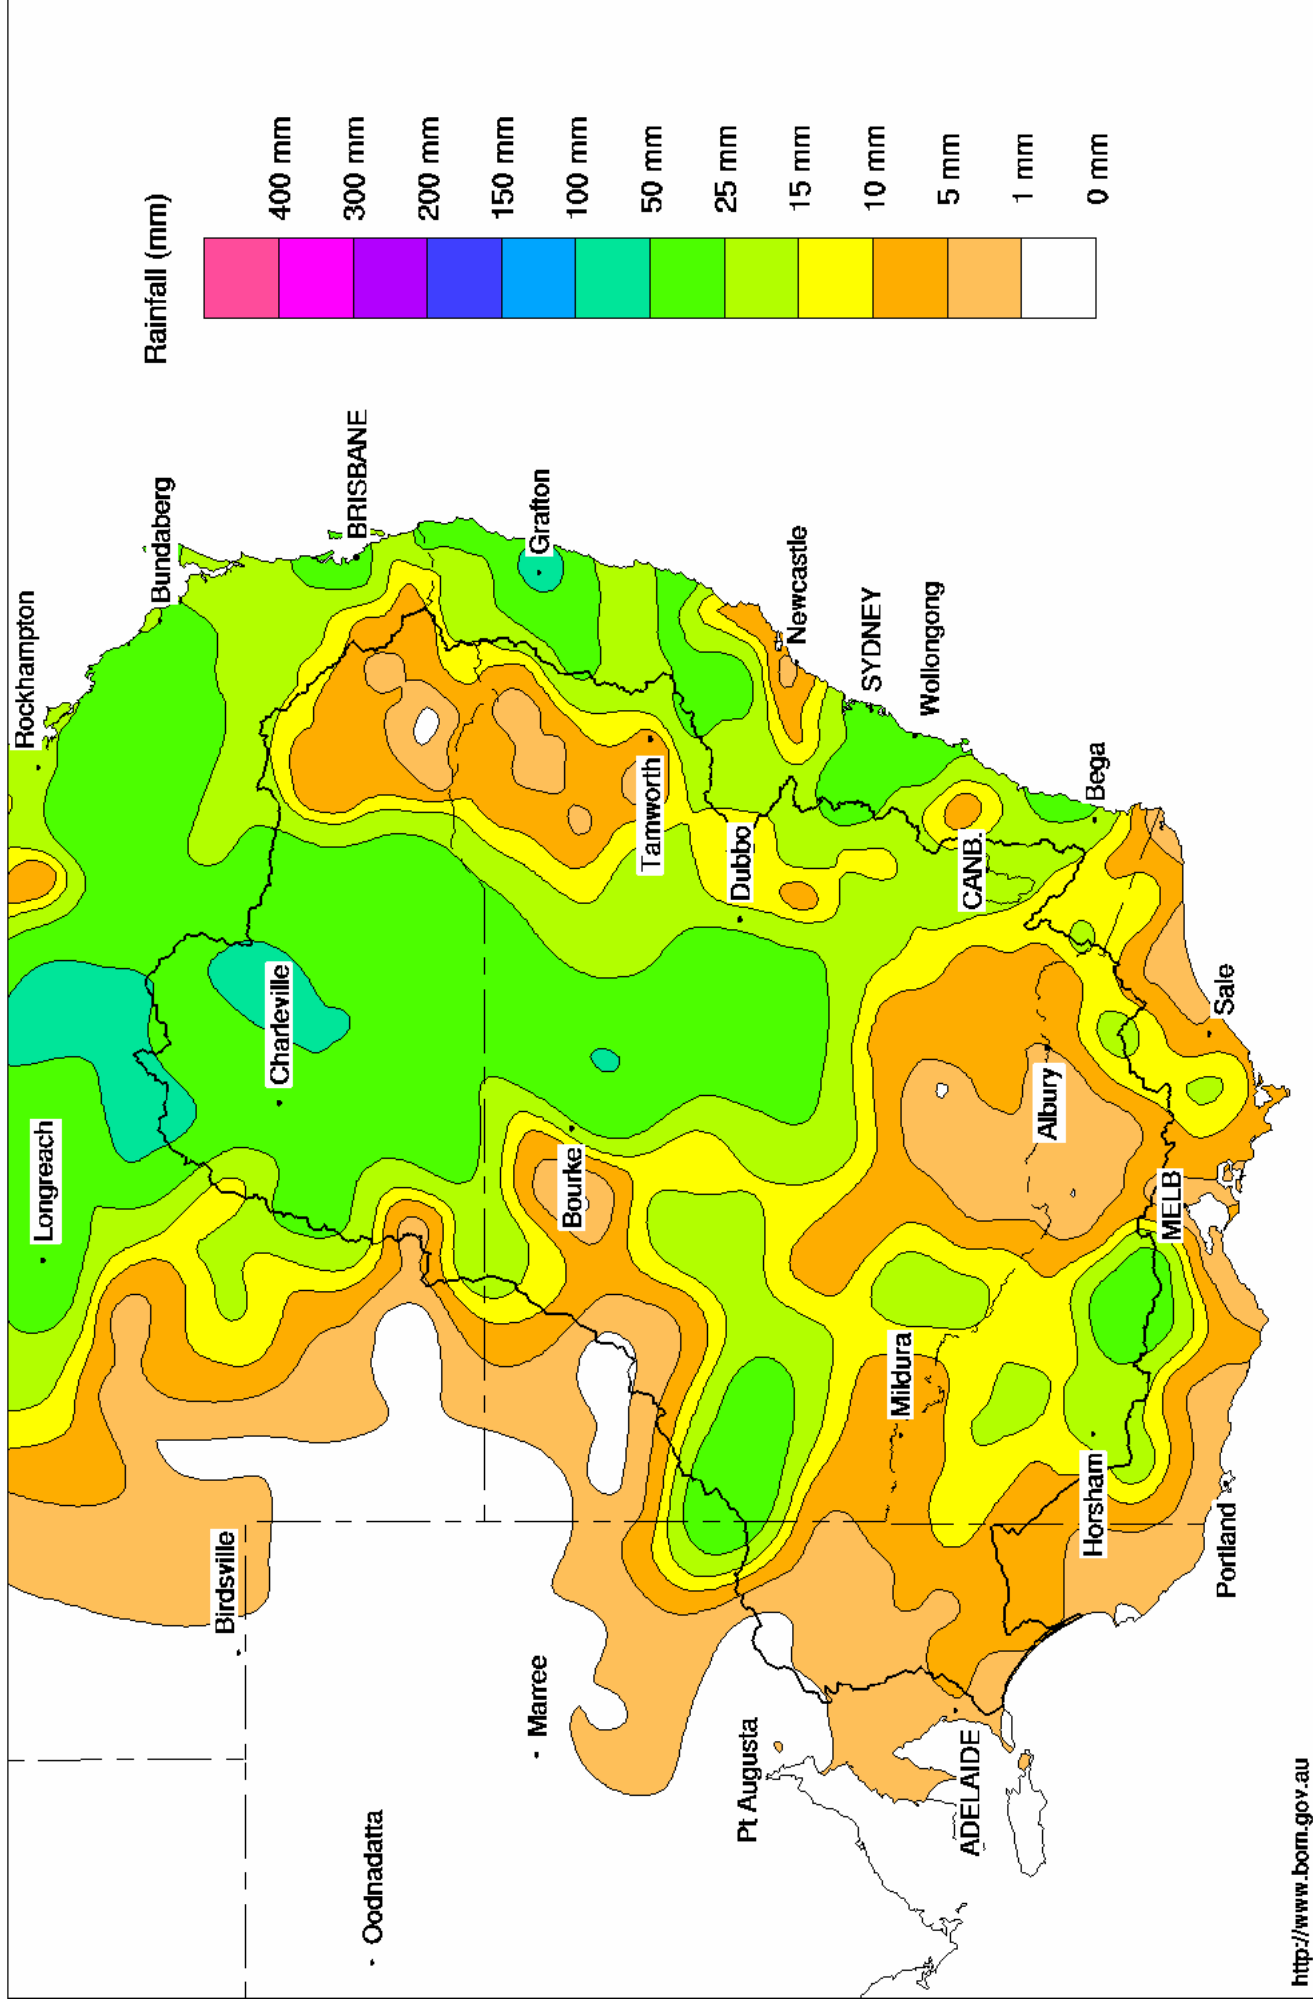 Rockhampton
Longreach
Bundaberg
Birdsville
Charleville
BRISBANE
Oodnadatta
Marree
Bourke
Grafton
Tamworth
Pt Augusta
Dubbo
Newcastle
Mildura
SYDNEY
ADELAIDE
CANB.
Wollongong
Albury
Horsham
Bega
MELB
Sale
Portland
Rainfall (mm)
400 mm
300 mm
200 mm
150 mm
100 mm
50 mm
25 mm
15 mm
10 mm
5 mm
1 mm
0 mm
http://www.bom.gov.au